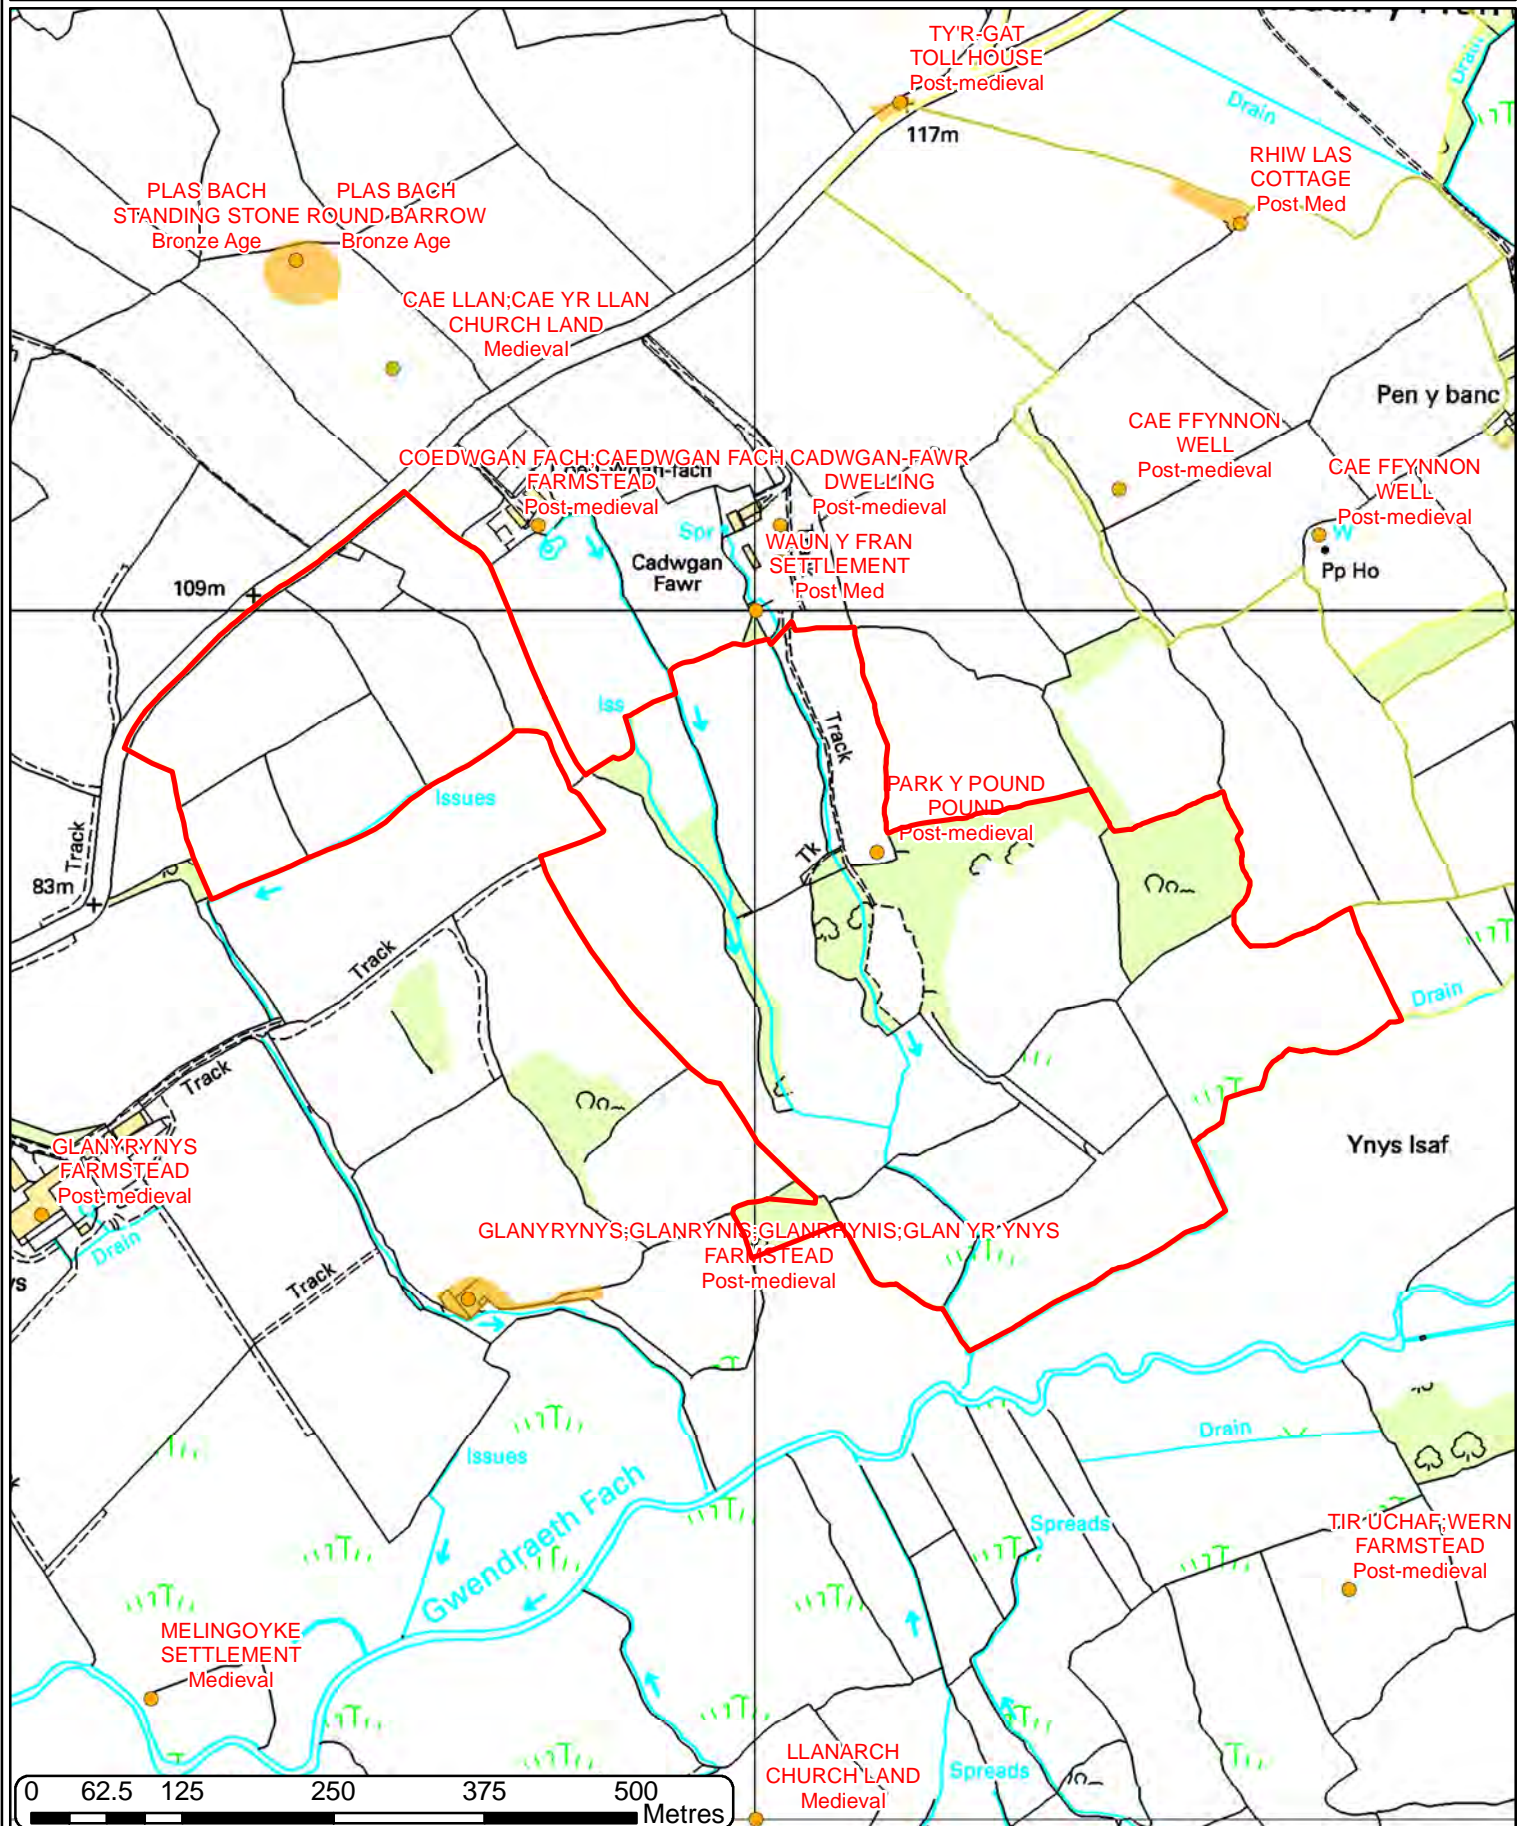 TY'R-GAT
TOLL HOUSE
Post-medieval
117m
Drain
Drain
RHIW LAS
COTTAGE
Post Med
PLAS BACH
STANDING STONE
Bronze Age
PLAS BACH
ROUND BARROW
Bronze Age
CAE LLAN;CAE YR LLAN
CHURCH LAND
Medieval
Pen y banc
CAE FFYNNON
WELL
Post-medieval
CAE FFYNNON
WELL
Post-medieval
W
Pp Ho
COEDWGAN FACH;CAEDWGAN FACH
FARMSTEAD
Post-medieval
CADWGAN-FAWR
DWELLING
Post-medieval
Spr
Cadwgan
Fawr
WAUN Y FRAN
SETTLEMENT
Post Med
109m
Iss
Track
Issues
PARK Y POUND
POUND
Post-medieval
Tk
Track
83m
Track
Drain
Track
Ynys Isaf
GLANYRYNYS
FARMSTEAD
Post-medieval
Drain
Track
GLANYRYNYS;GLANRYNIS;GLANRHYNIS;GLAN YR YNYS
FARMSTEAD
Post-medieval
Issues
Drain
Gwendraeth Fach
Spreads
TIR UCHAF;WERN
FARMSTEAD
Post-medieval
MELINGOYKE
SETTLEMENT
Medieval
LLANARCH
CHURCH LAND
Medieval
Spreads
0 62.5 125 250 375 500
Metres